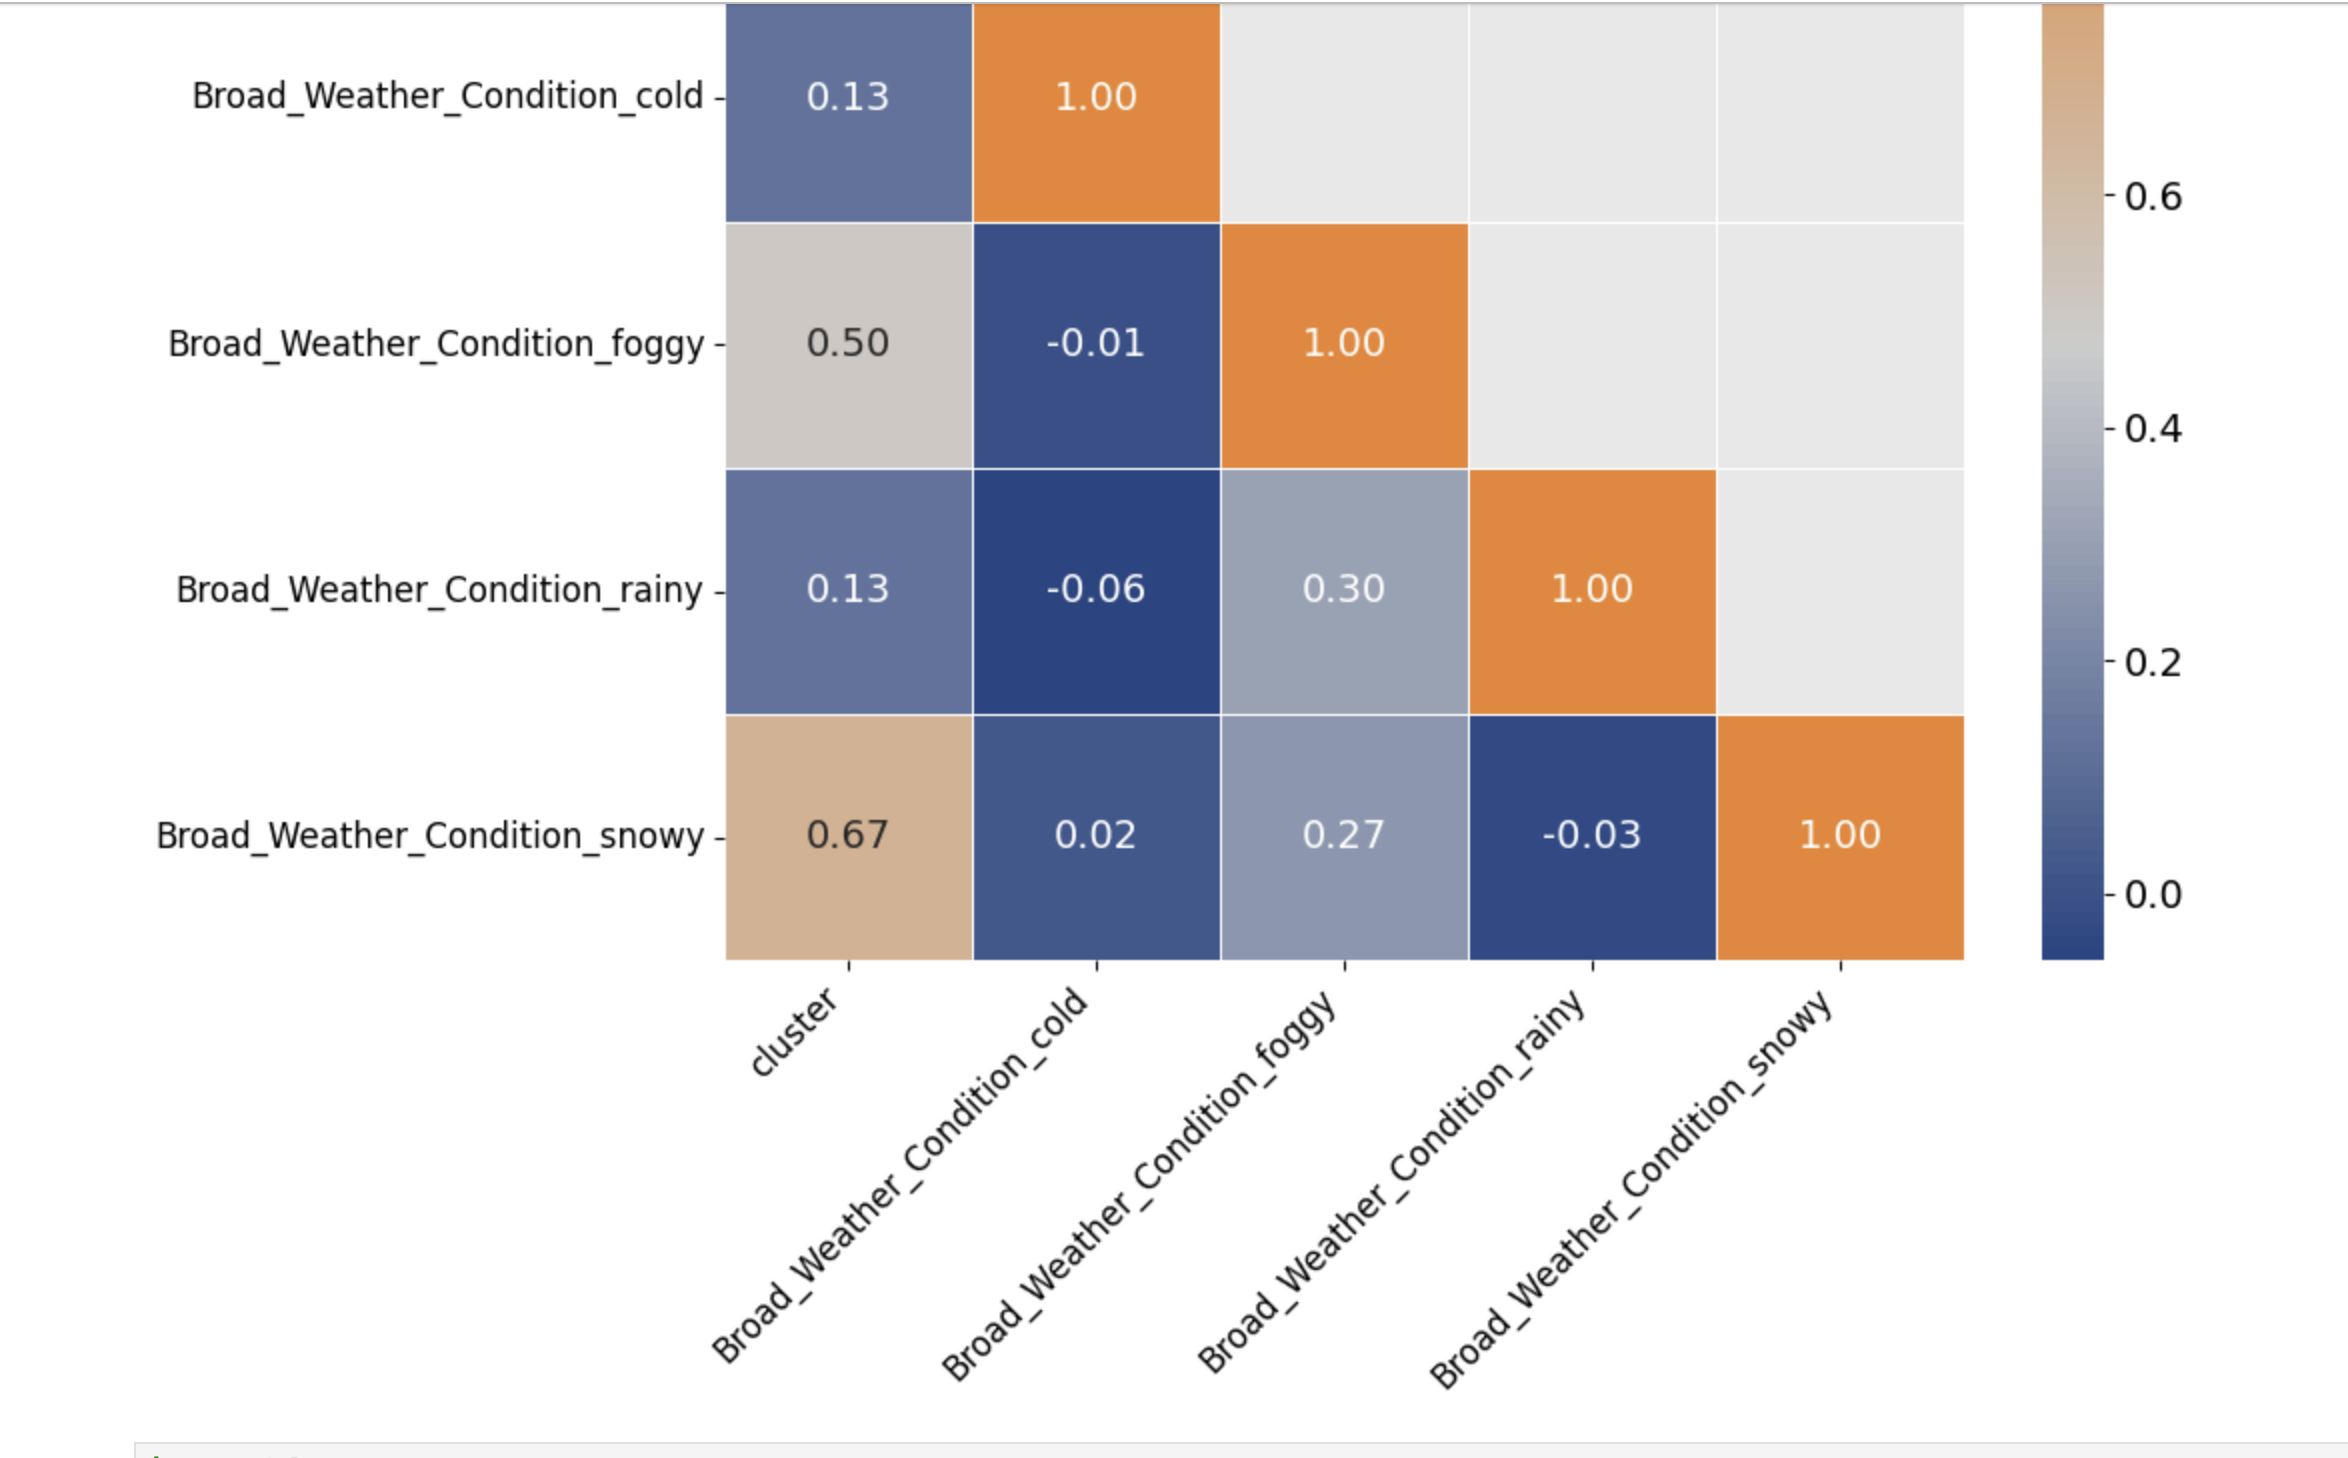 Broad_Weather_Condition_cold 0.13 1.00
0.6
Broad_Weather_Condition_foggy 0.50 -0.01 1.00
0.4
Broad_Weather_Condition_rainy 0.13 -0.06 0.30 1.00
0.2
Broad_Weather_Condition_snowy 0.67 0.02 0.27 -0.03 1.00
0.0
cluster
Broad_Weather_Condition_cold
Broad_Weather_Condition_foggy
Broad_Weather_Condition_rainy
Broad_Weather_Condition_snowy